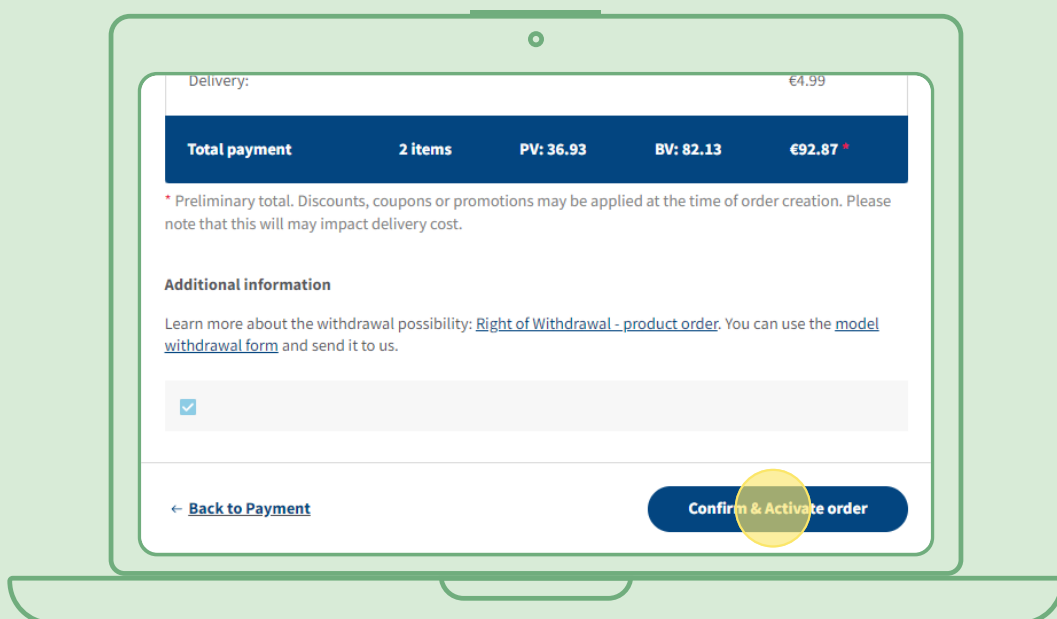 Delivery: €4.99
Total payment 2 items PV: 36.93 BV: 82.13 €92.87 *
* Preliminary total. Discounts, coupons or promotions may be applied at the time of order creation. Please
note that this will may impact delivery cost.
Additional information
Learn more about the withdrawal possibility: Right of Withdrawal - product order. You can use the model
withdrawal form and send it to us.
← Back to Payment Confirm & Activate order